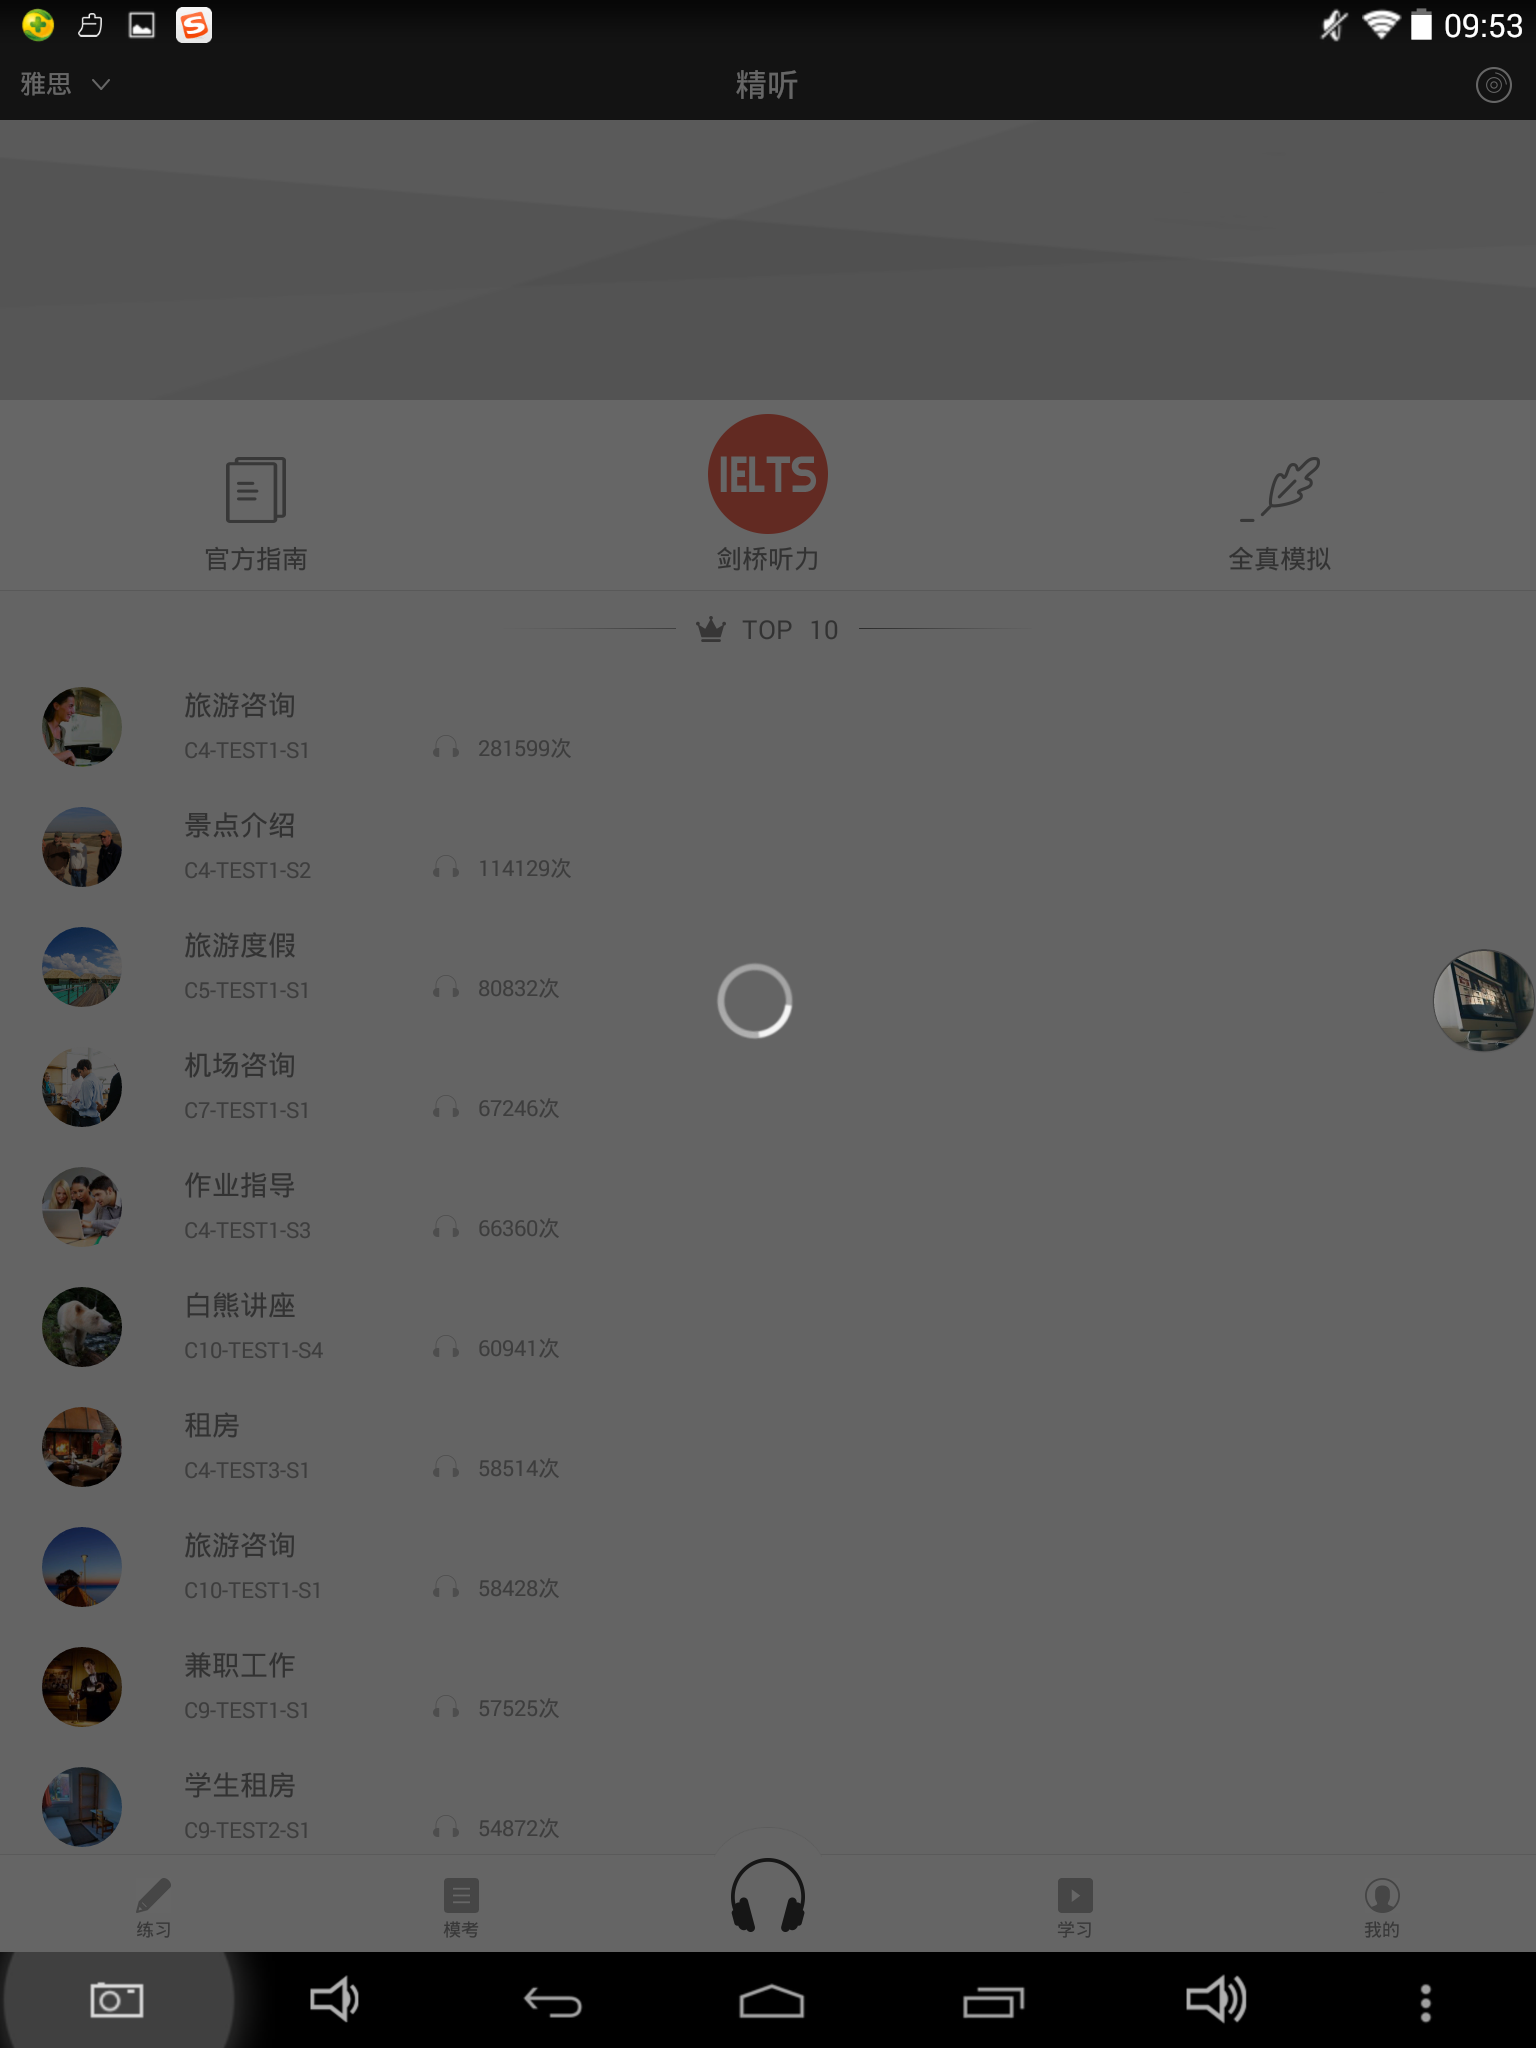 09:53
雅思
精听
IELTS
官方指南
剑桥听力
全真模拟
TOP 10
旅游咨询
C4-TEST1-S1
281599次
景点介绍
C4-TEST1-S2
114129次
旅游度假
C5-TEST1-S1
80832次
机场咨询
C7-TEST1-S1
67246次
作业指导
C4-TEST1-S3
66360次
白熊讲座
C10-TEST1-S4
60941次
租房
C4-TEST3-S1
58514次
旅游咨询
C10-TEST1-S1
58428次
兼职工作
C9-TEST1-S1
57525次
学生租房
C9-TEST2-S1
54872次
练习
模考
学习
我的